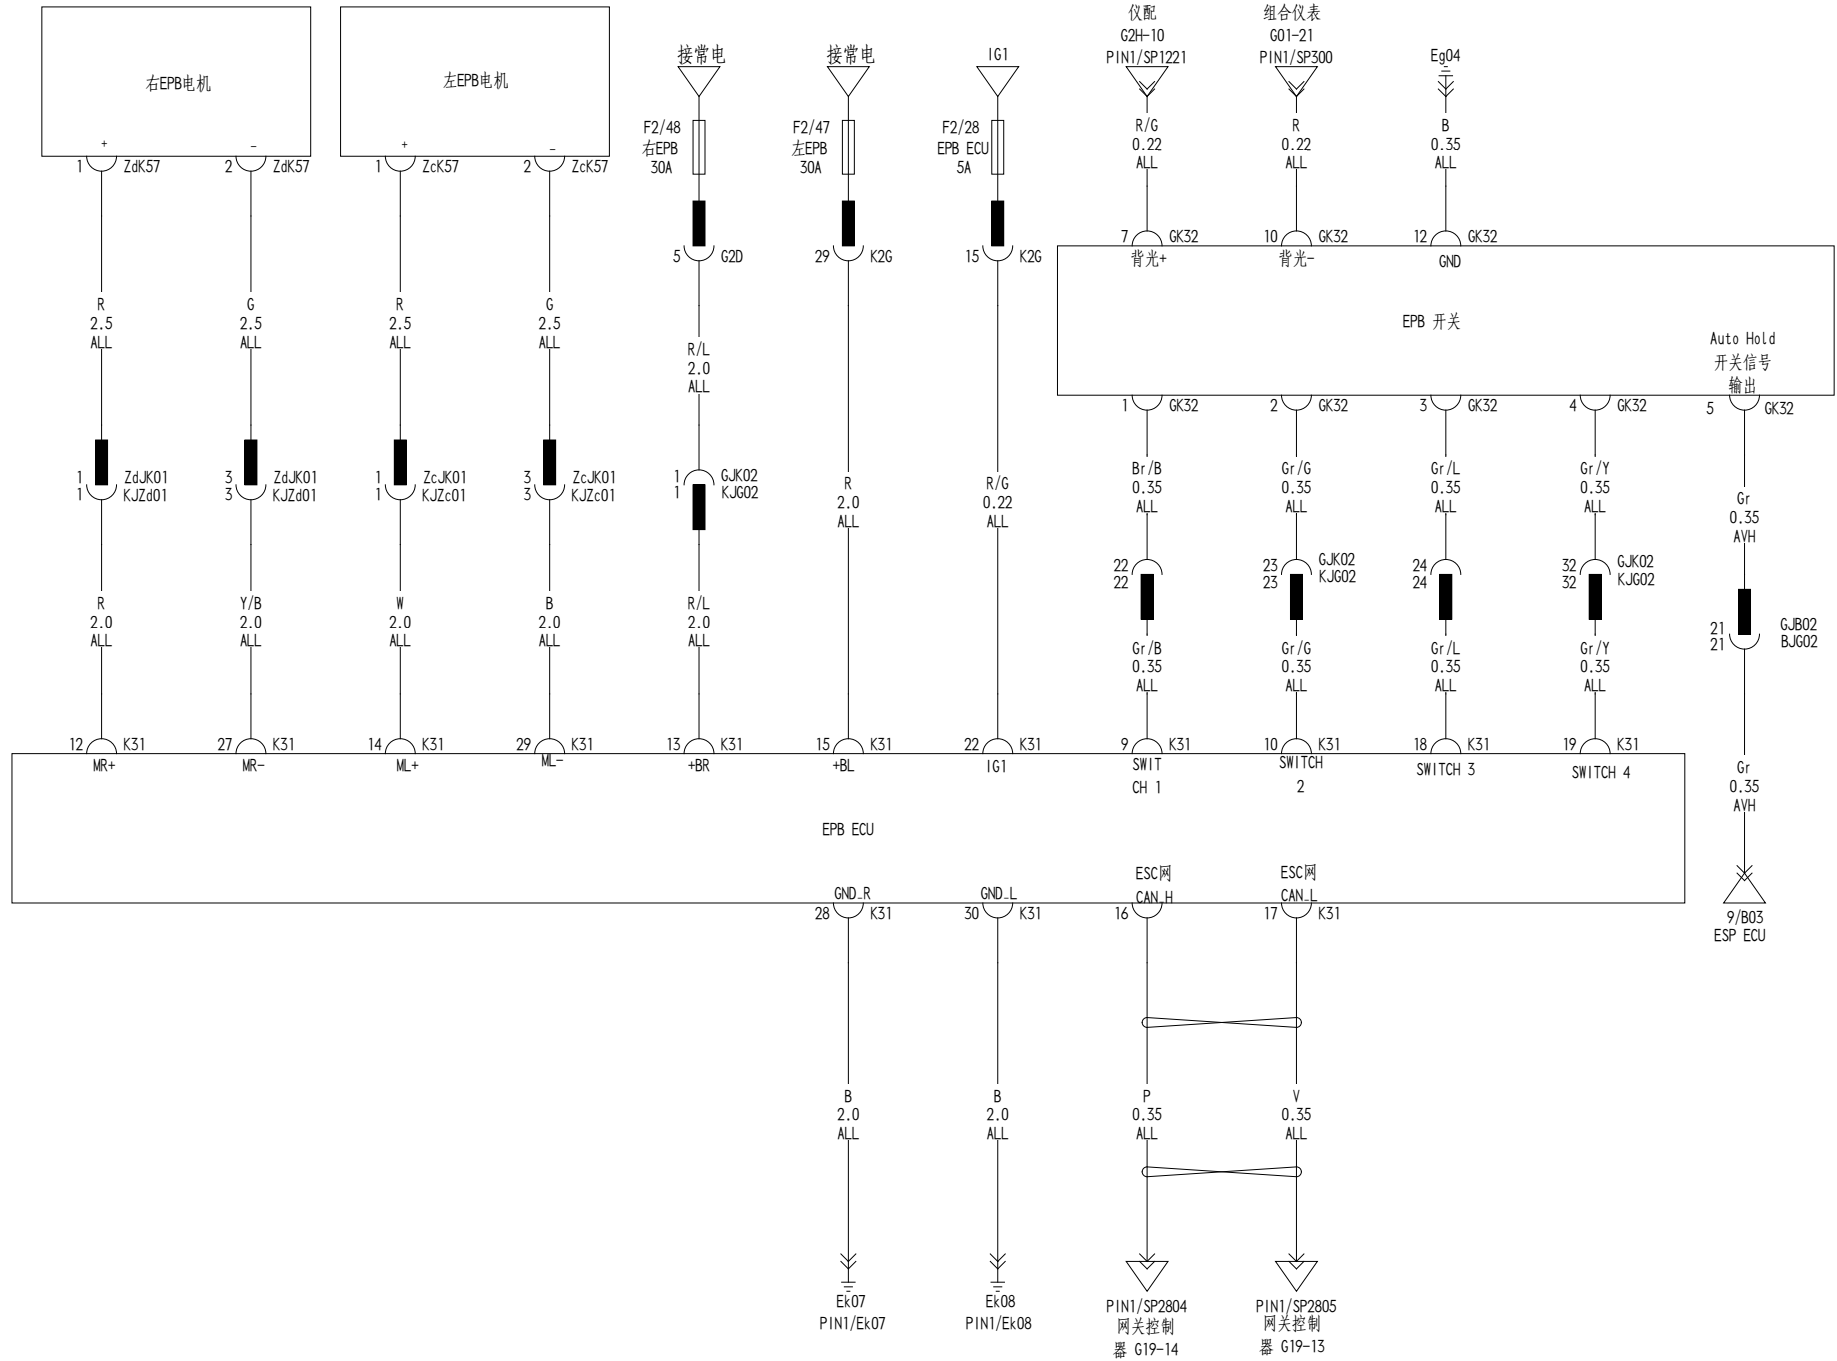 仪配
G2H-10
PIN1/SP1221
组合仪表
G01-21
PIN1/SP300
接常电
接常电
IG1
Eg04
右EPB电机
左EPB电机
+
-
+
-
1 ZdK57
2 ZdK57
1 ZcK57
2 ZcK57
F2/48
右EPB
30A
F2/47
左EPB
30A
F2/28
EPB ECU
5A
R/G
0.22
ALL
R
0.22
ALL
B
0.35
ALL
5 G2D
29 K2G
15 K2G
7 GK32
背光+
10 GK32
背光-
12 GK32
GND
EPB 开关
Auto Hold
开关信号
输出
R
2.5
ALL
G
2.5
ALL
R
2.5
ALL
G
2.5
ALL
R/L
2.0
ALL
1 GK32
2 GK32
3 GK32
4 GK32
5 GK32
1 ZdJK01
1 KJZd01
3 ZdJK01
3 KJZd01
1 ZcJK01
1 KJZc01
3 ZcJK01
3 KJZc01
1 GJK02
1 KJG02
R
2.0
ALL
R/G
0.22
ALL
Br/B
0.35
ALL
Gr/G
0.35
ALL
Gr/L
0.35
ALL
Gr/Y
0.35
ALL
Gr
0.35
AVH
22
22
23 GJK02
23 KJG02
24
24
32 GJK02
32 KJG02
21 GJB02
21 BJG02
R
2.0
ALL
Y/B
2.0
ALL
W
2.0
ALL
B
2.0
ALL
R/L
2.0
ALL
Gr/B
0.35
ALL
Gr/G
0.35
ALL
Gr/L
0.35
ALL
Gr/Y
0.35
ALL
12 K31
MR+
27 K31
MR-
14 K31
ML+
29 K31
ML-
13 K31
+BR
15 K31
+BL
22 K31
IG1
9 K31
SWIT
CH 1
10 K31
SWITCH
2
18 K31
SWITCH 3
19 K31
SWITCH 4
Gr
0.35
AVH
EPB ECU
GND_R
28 K31
GND_L
30 K31
ESC网
CAN_H
16
ESC网
CAN_L
17 K31
9/B03
ESP ECU
B
2.0
ALL
B
2.0
ALL
P
0.35
ALL
V
0.35
ALL
Ek07
PIN1/Ek07
Ek08
PIN1/Ek08
PIN1/SP2804
网关控制
器 G19-14
PIN1/SP2805
网关控制
器 G19-13